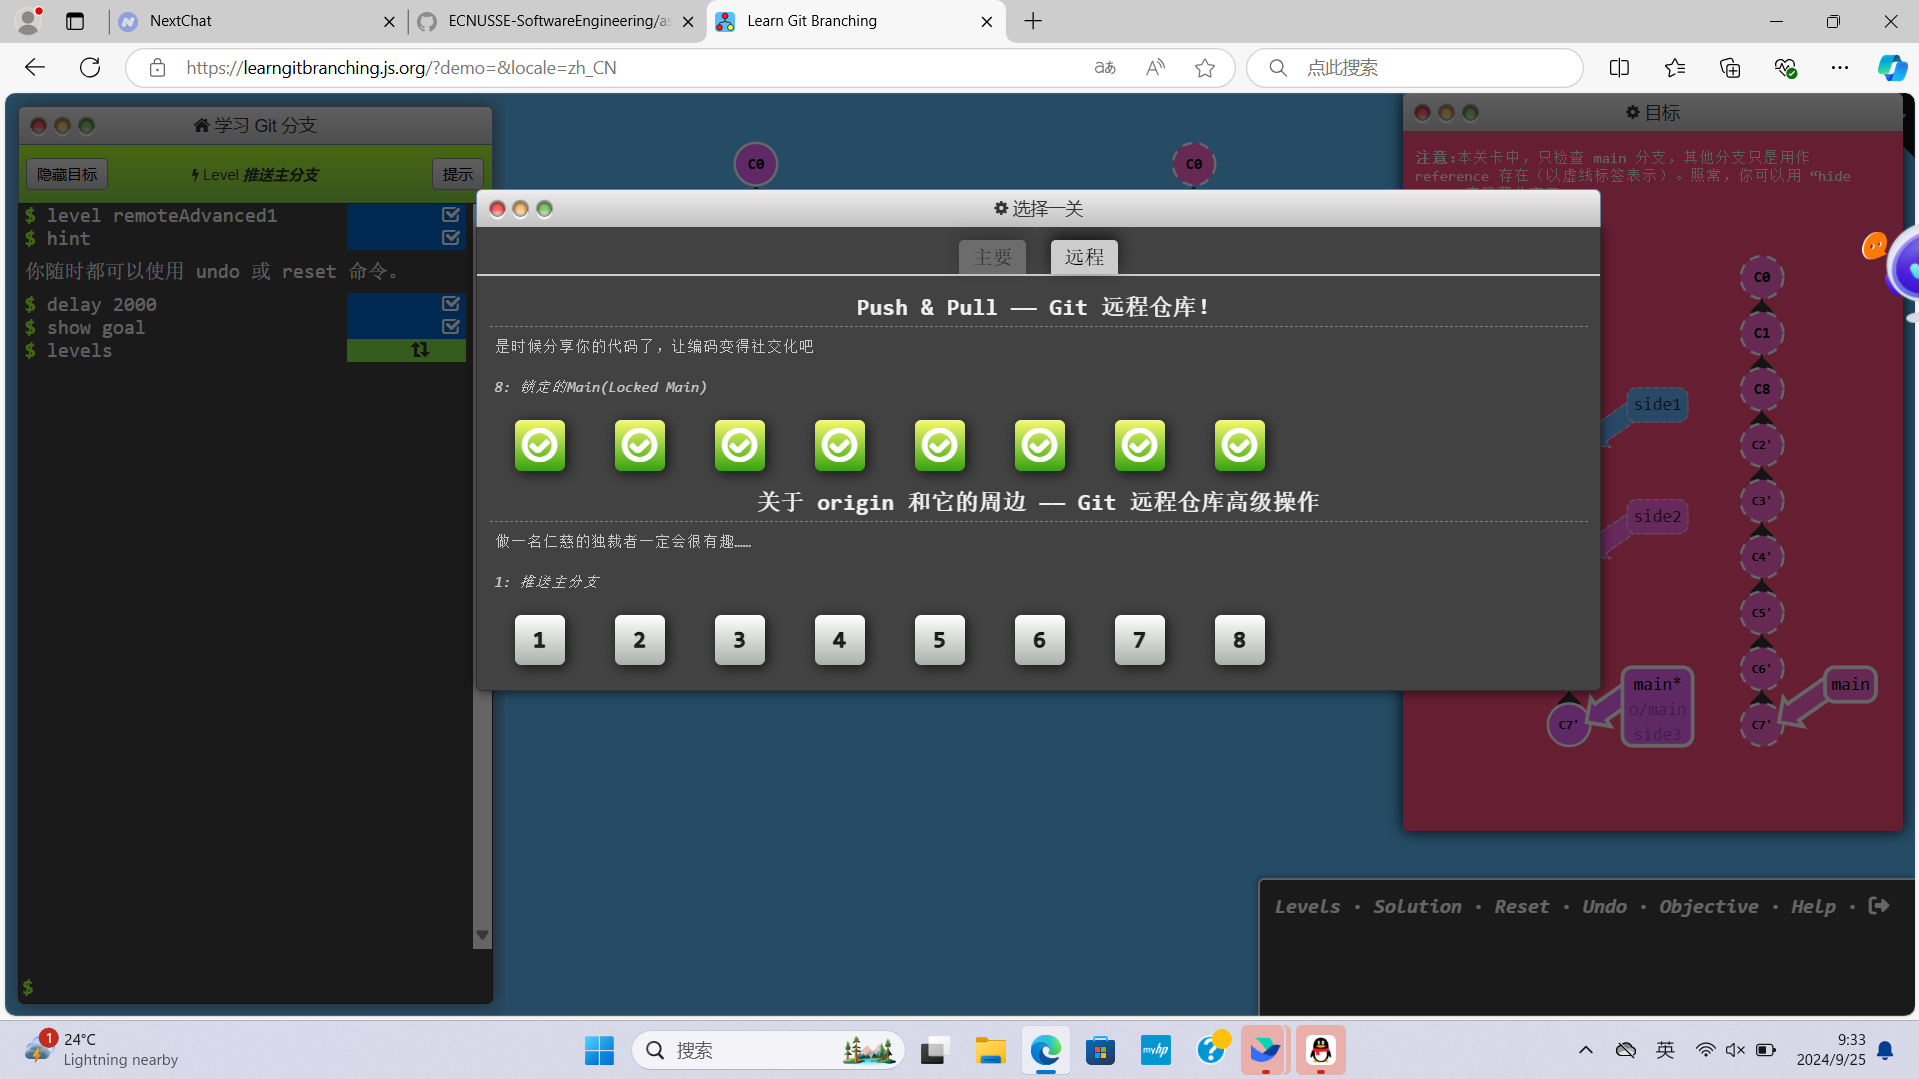 NextChat
ECNUSSE-SoftwareEngineering/a
Learn Git Branching
https://learngitbranching.js.org/?demo=&locale=zh_CN
aあ
点此搜索
学习 Git 分支
隐藏目标
Level 推送主分支
提示
$ level remoteAdvanced1
$ hint
你随时都可以使用 undo 或 reset 命令。
$ delay 2000
$ show goal
$ levels
$
C0
C0
目标
注意:本关卡中，只检查 main 分支，其他分支只是用作
reference 存在（以虚线标签表示）。照常，你可以用 “hide
选择一关
主要
远程
Push & Pull —— Git 远程仓库！
是时候分享你的代码了，让编码变得社交化吧
8: 锁定的Main(Locked Main)
关于 origin 和它的周边 —— Git 远程仓库高级操作
做一名仁慈的独裁者一定会很有趣……
1: 推送主分支
1 2 3 4 5 6 7 8
C0
C1
C8
side1
C2'
C3'
side2
C4'
C5'
C6'
main*
o/main
side3
C7'
main
C7'
Levels · Solution · Reset · Undo · Objective · Help ·
1
24°C
Lightning nearby
搜索
myhp
英
9:33
2024/9/25